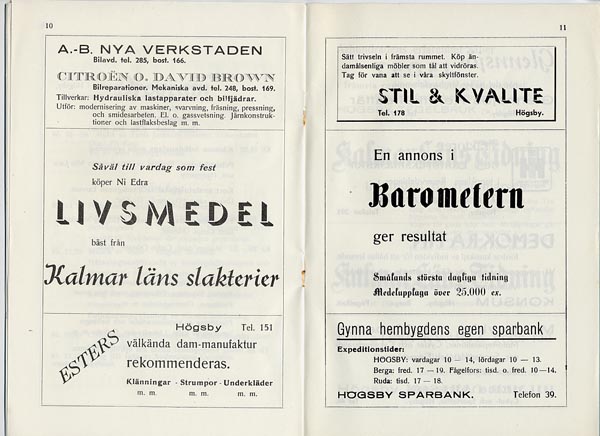 10
A.-B. NYA VERKSTADEN
Bilavd. tel. 285, bost. 166.
CITROËN O. DAVID BROWN
Bilreparationer. Mekaniska avd. tel. 248, bost. 169.
Tillverkar: Hydrauliska lastapparater och billjädrar.
Utför: modernisering av maskiner, svarvning, fräsning, pressning,
och smidesarbeten. El. o. gassvetsning. Järnkonstruk-
tioner och lastflaksbeslag m. m.
Såväl till vardag som fest
köper Ni Edra
LIVSMEDEL
bäst från
Kalmar läns slakterier
ESTERS
Högsby Tel. 151
välkända dam-manufaktur
rekommenderas.
Klänningar - Strumpor - Underkläder
m. m. m. m. m. m.
11
Sätt trivseln i främsta rummet. Köp än-
damålsenliga möbler som tål att vidröras.
Tag för vana att se i våra skyltfönster.
STIL & KVALITE
Tel. 178 Högsby.
En annons i
Barometern
ger resultat
Smålands största dagliga tidning
Medelupplaga över 25.000 ex.
Gynna hembygdens egen sparbank
Expeditionstider:
HÖGSBY: vardagar 10 — 14, lördagar 10 — 13.
Berga: fred. 17 — 19. Fågelfors: tisd. o. fred. 10—14.
Ruda: tisd. 17 — 18.
HÖGSBY SPARBANK. Telefon 39.